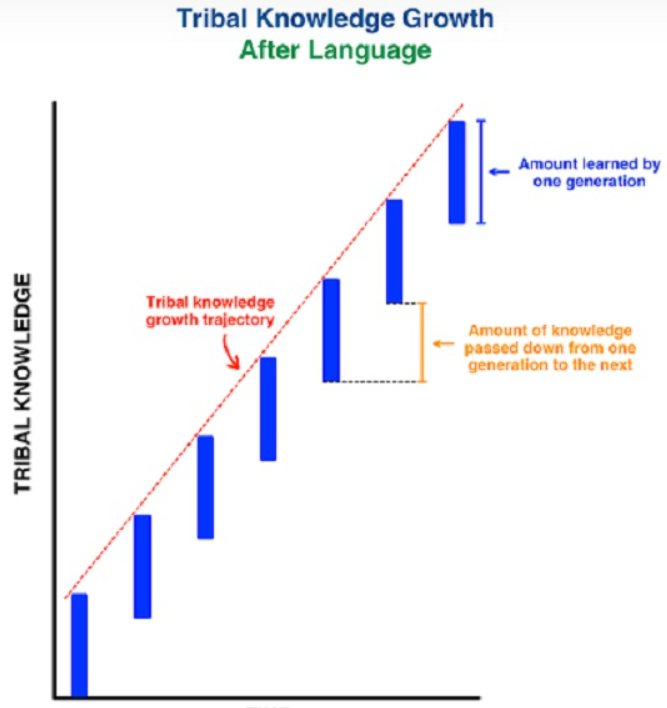 Tribal Knowledge Growth
After Language
Amount learned by
one generation
Tribal knowledge
growth trajectory
Amount of knowledge
passed down from one
generation to the next
TRIBAL KNOWLEDGE